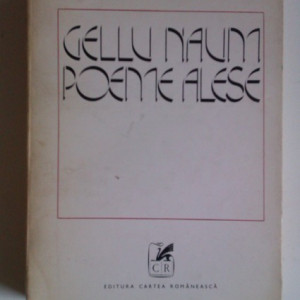 GELLU NAUM
POEME ALESE
CR
EDITURA CARTEA ROMÂNEASCĂ